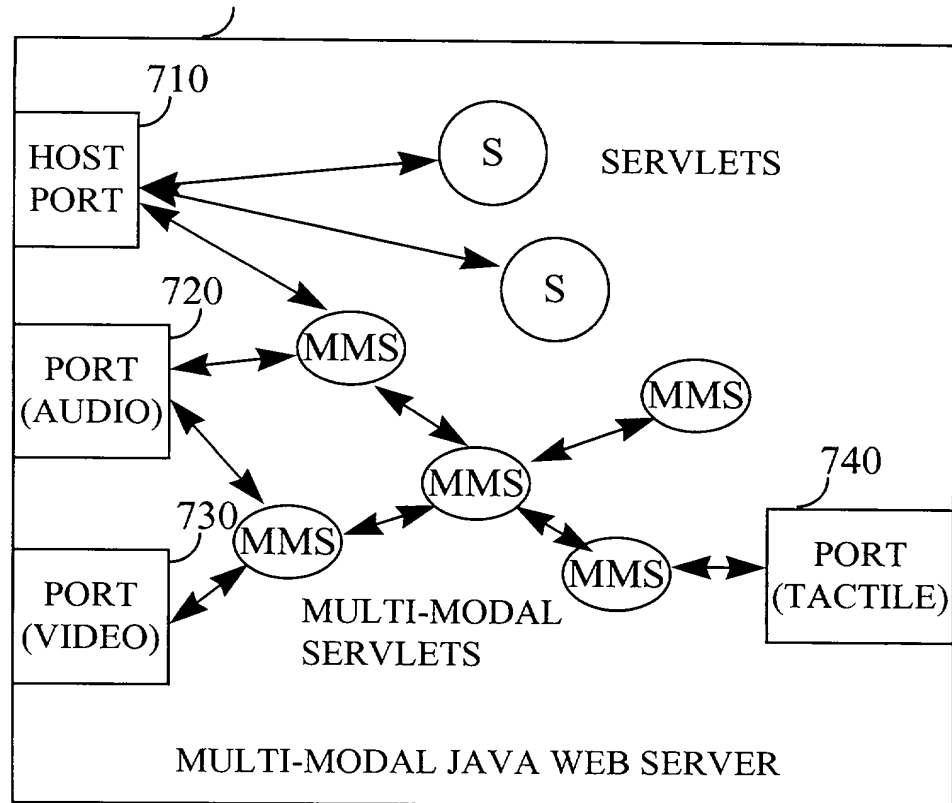 710
HOST
PORT
S
SERVLETS
S
720
PORT
(AUDIO)
MMS
MMS
MMS
740
730
PORT
(VIDEO)
MMS
MMS
PORT
(TACTILE)
MULTI-MODAL
SERVLETS
MULTI-MODAL JAVA WEB SERVER